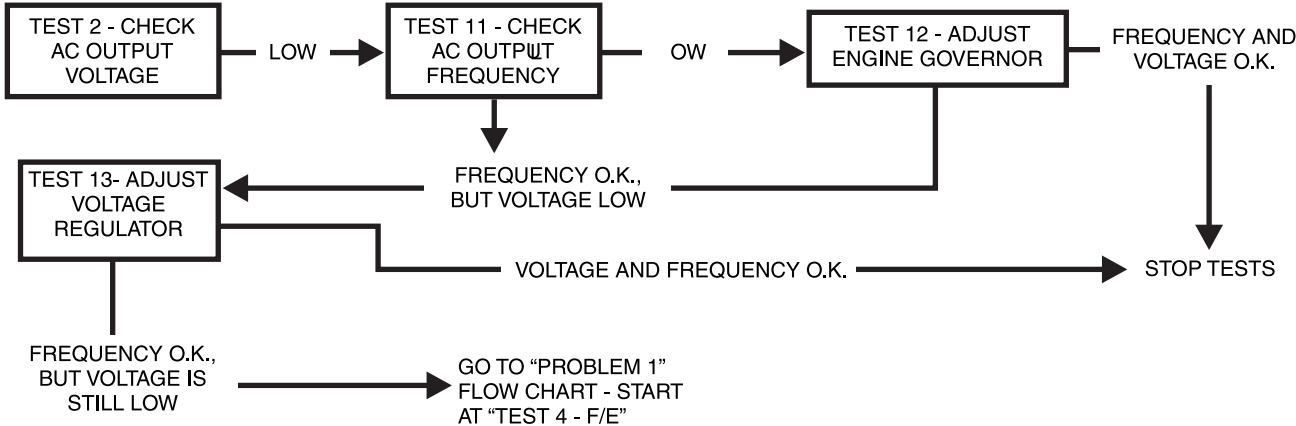 TEST 2 - CHECK
AC OUTPUT
VOLTAGE
LOW
TEST 11 - CHECK
AC OUTPUT
FREQUENCY
L
OW
TEST 12 - ADJUST
ENGINE GOVERNOR
FREQUENCY AND
VOLTAGE O.K.
FREQUENCY O.K.,
BUT VOLTAGE LOW
TEST 13- ADJUST
VOLTAGE
REGULATOR
VOLTAGE AND FREQUENCY O.K.
STOP TESTS
FREQUENCY O.K.,
BUT VOLTAGE IS
STILL LOW
GO TO “PROBLEM 1”
FLOW CHART - START
AT “TEST 4 - F/E”